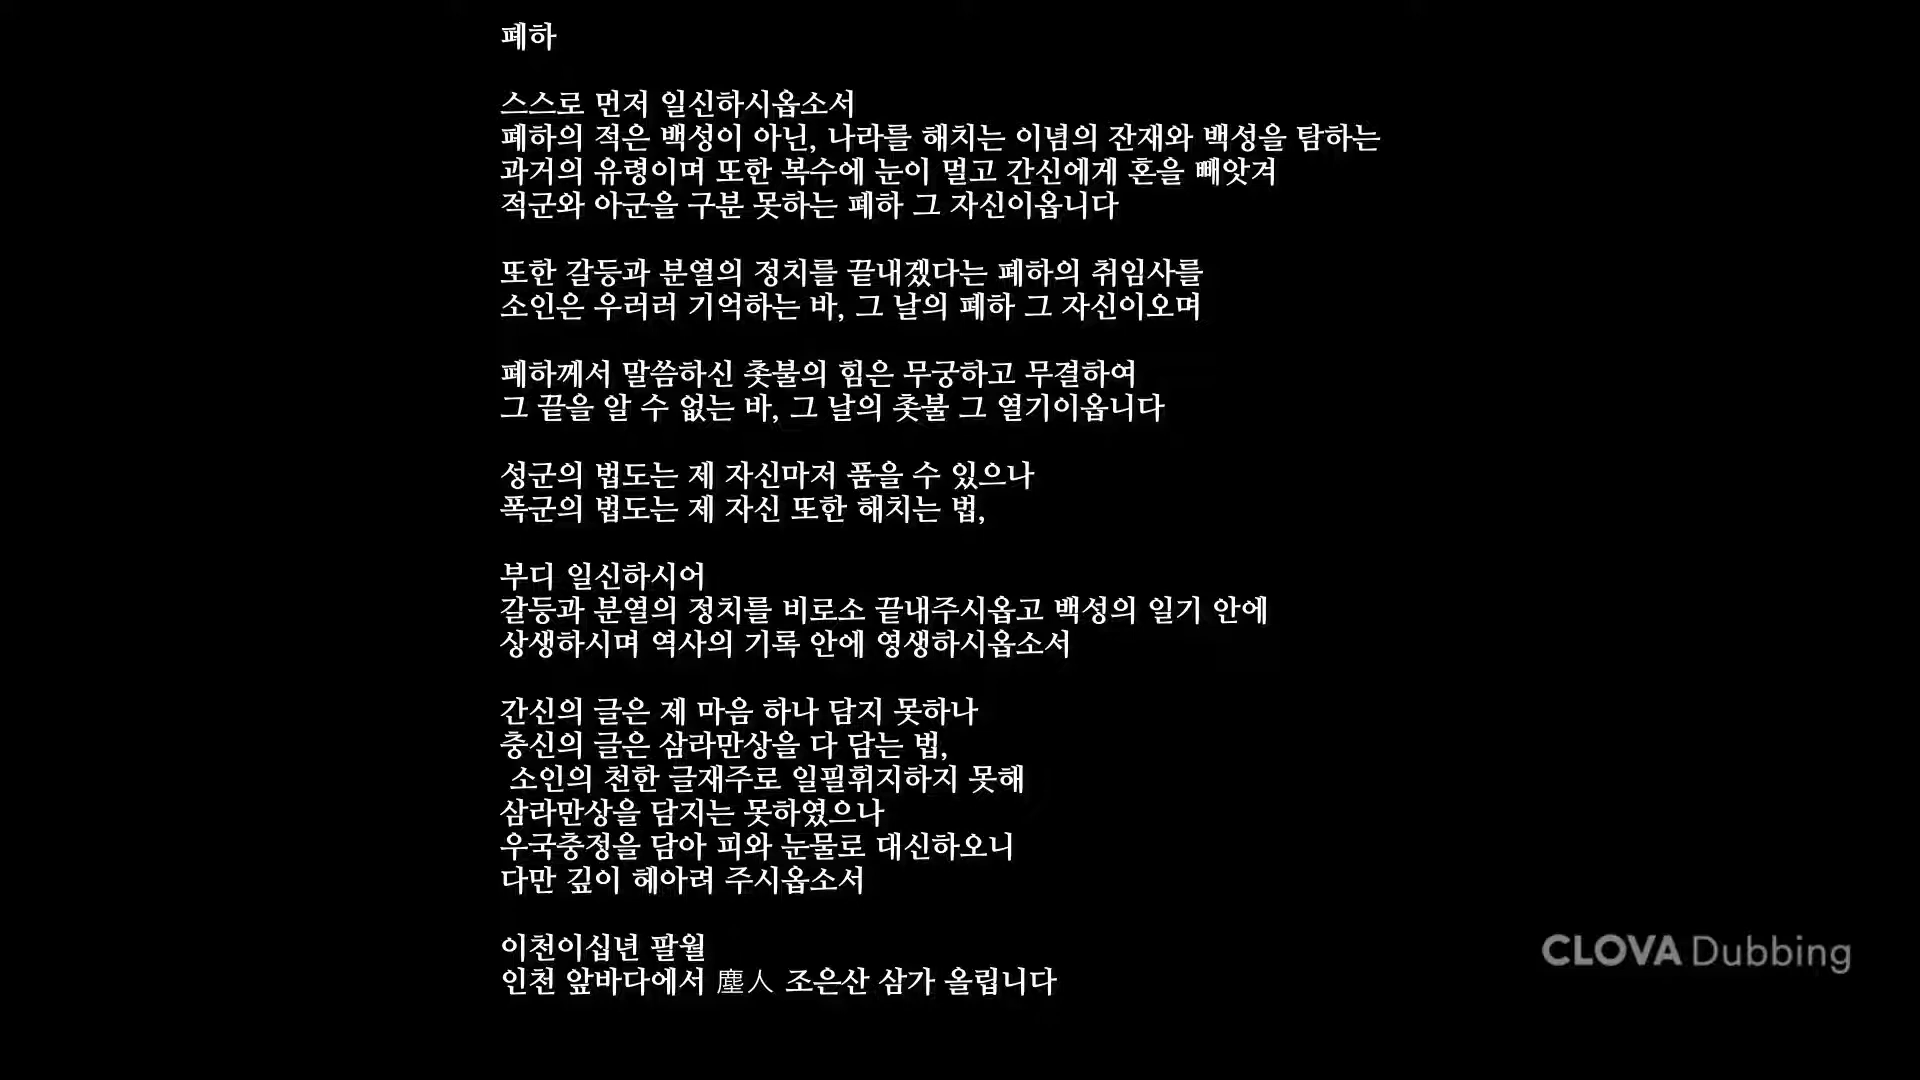 폐하
스스로 먼저 일신하시옵소서
폐하의 적은 백성이 아닌, 나라를 해치는 이념의 잔재와 백성을 탐하는
과거의 유령이며 또한 복수에 눈이 멀고 간신에게 혼을 빼앗겨
적군와 아군을 구분 못하는 폐하 그 자신이옵니다
또한 갈등과 분열의 정치를 끝내겠다는 폐하의 취임사를
소인은 우러러 기억하는 바, 그 날의 폐하 그 자신이오며
폐하께서 말씀하신 촛불의 힘은 무궁하고 무결하여
그 끝을 알 수 없는 바, 그 날의 촛불 그 열기이옵니다
성군의 법도는 제 자신마저 품을 수 있으나
폭군의 법도는 제 자신 또한 해치는 법,
부디 일신하시어
갈등과 분열의 정치를 비로소 끝내주시옵고 백성의 일기 안에
상생하시며 역사의 기록 안에 영생하시옵소서
간신의 글은 제 마음 하나 담지 못하나
충신의 글은 삼라만상을 다 담는 법,
소인의 천한 글재주로 일필휘지하지 못해
삼라만상을 담지는 못하였으나
우국충정을 담아 피와 눈물로 대신하오니
다만 깊이 헤아려 주시옵소서
이천이십년 팔월
인천 앞바다에서 塵人 조은산 삼가 올립니다
CLOVA Dubbing